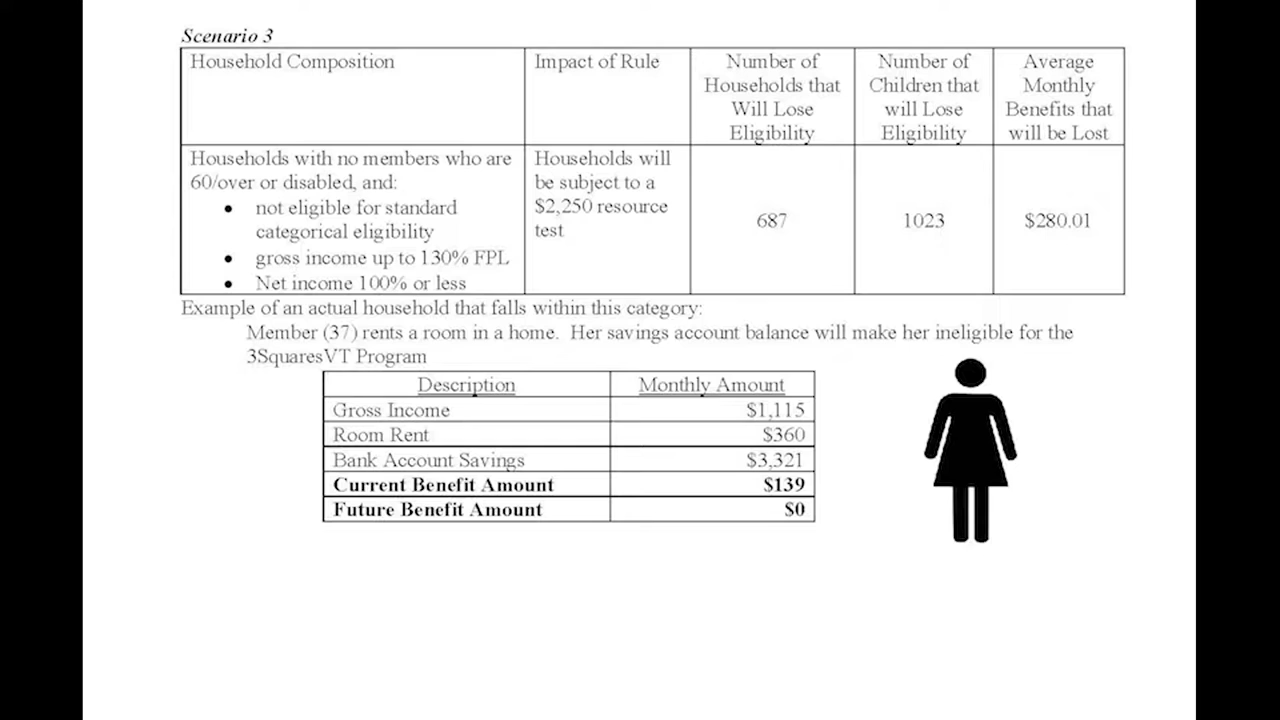 Scenario 3
Household Composition
Impact of Rule
Number of
Households that
Will Lose
Eligibility
Number of
Children that
will Lose
Eligibility
Average
Monthly
Benefits that
will be Lost
Households with no members who are
60/over or disabled, and:
• not eligible for standard
categorical eligibility
• gross income up to 130% FPL
• Net income 100% or less
Households will
be subject to a
$2,250 resource
test
687
1023
$280.01
Example of an actual household that falls within this category:
Member (37) rents a room in a home. Her savings account balance will make her ineligible for the
3SquaresVT Program
Description Monthly Amount
Gross Income $1,115
Room Rent $360
Bank Account Savings $3,321
Current Benefit Amount $139
Future Benefit Amount $0